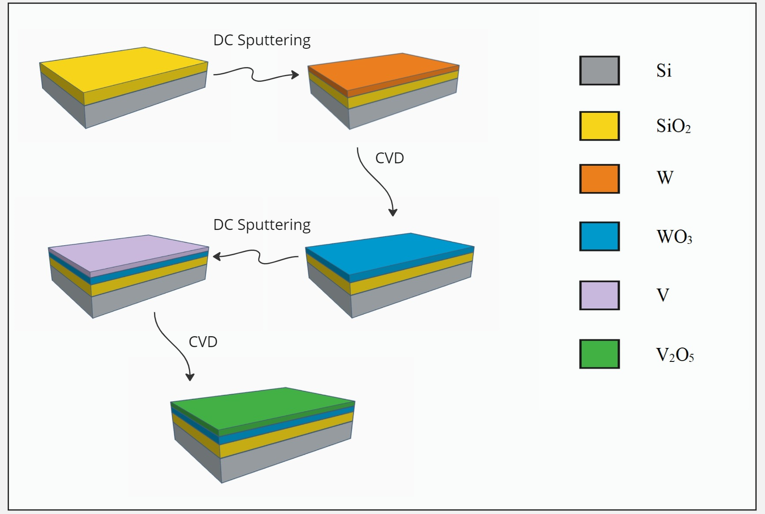 DC Sputtering
CVD
DC Sputtering
CVD
Si
SiO₂
W
WO₃
V
V₂O₅